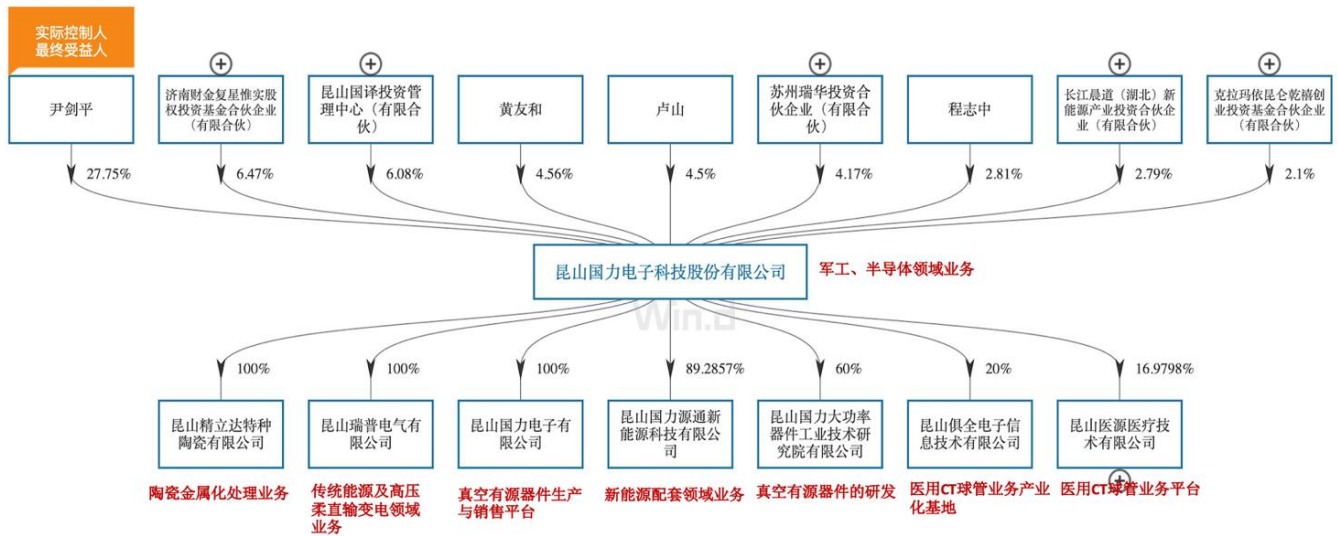 实际控制人
最终受益人
尹剑平
济南财金复星惟实股
权投资基金合伙企业
（有限合伙）
昆山国译投资管
理中心（有限合
伙）
黄友和
卢山
苏州瑞华投资合
伙企业（有限合
伙）
程志中
长江晨道（湖北）新
能源产业投资合伙企
业（有限合伙）
克拉玛依昆仑乾禧创
业投资基金合伙企业
（有限合伙）
27.75%
6.47%
6.08%
4.56%
4.5%
4.17%
2.81%
2.79%
2.1%
昆山国力电子科技股份有限公司
军工、半导体领域业务
Win.d
100%
100%
100%
89.2857%
60%
20%
16.9798%
昆山精立达特种
陶瓷有限公司
昆山瑞普电气有
限公司
昆山国力电子有
限公司
昆山国力源通新
能源科技有限公
司
昆山国力大功率
器件工业技术研
究院有限公司
昆山俱全电子信
息技术有限公司
昆山医源医疗技
术有限公司
陶瓷金属化处理业务
传统能源及高压
柔直输变电领域
业务
真空有源器件生产
与销售平台
新能源配套领域业务
真空有源器件的研发
医用CT球管业务产业
化基地
医用CT球管业务平台